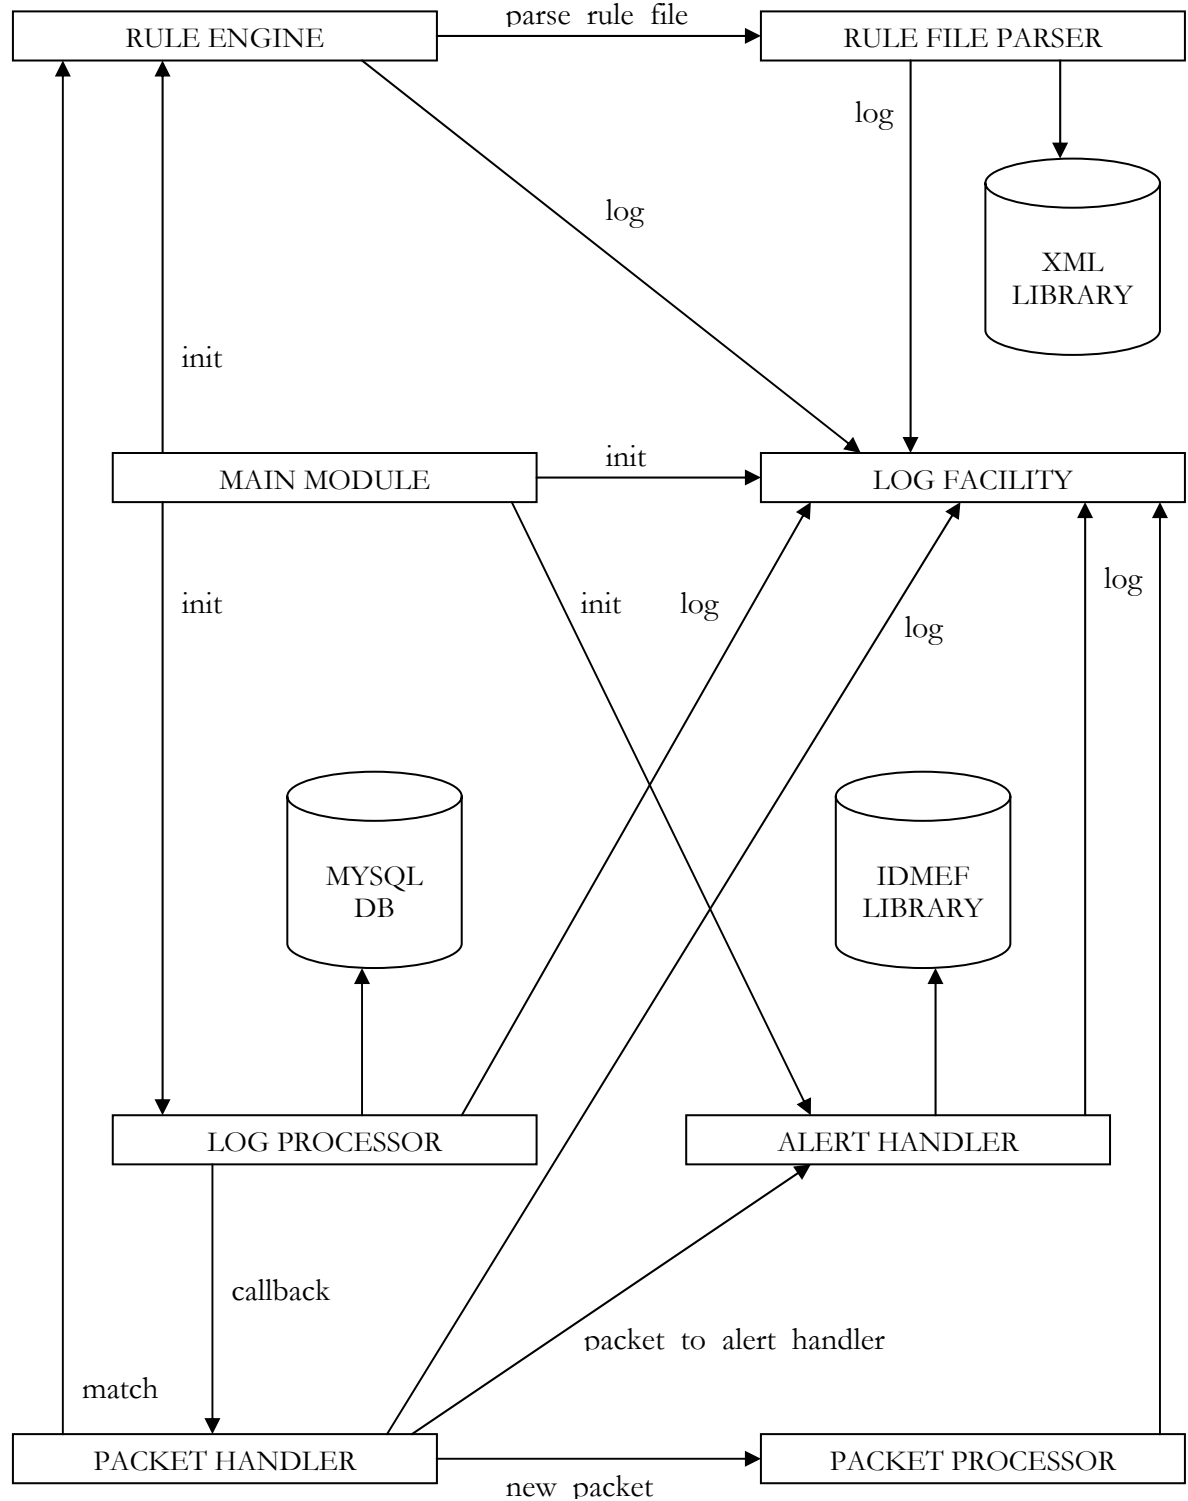 parse rule file
RULE ENGINE
RULE FILE PARSER
log
log
XML
LIBRARY
init
init
MAIN MODULE
LOG FACILITY
log
init
init
log
log
MYSQL
DB
IDMEF
LIBRARY
LOG PROCESSOR
ALERT HANDLER
callback
packet to alert handler
match
PACKET HANDLER
PACKET PROCESSOR
new packet